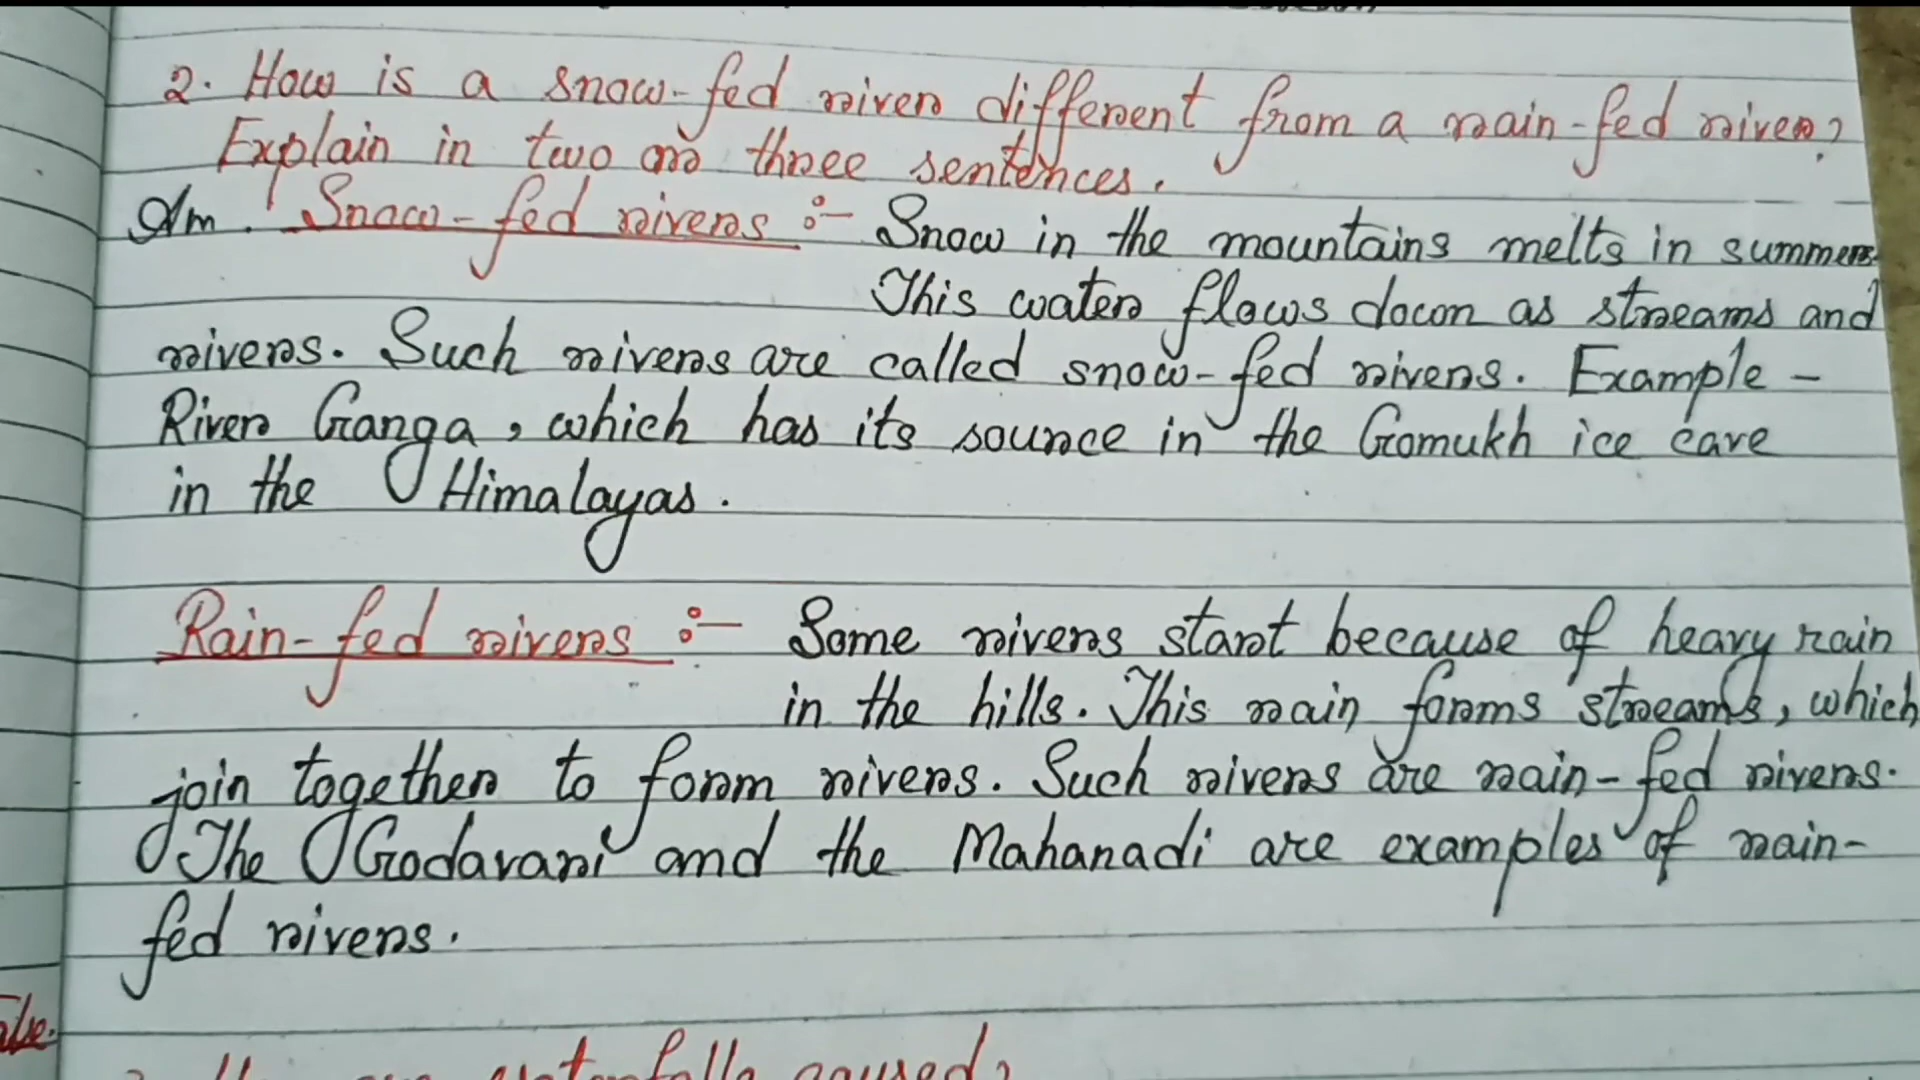 2. How is a snow-fed river different from a rain-fed river?
Explain in two or three sentences.
Ans. Snow-fed rivers :- Snow in the mountains melts in summers.
This water flows down as streams and
rivers. Such rivers are called snow-fed rivers. Example -
River Ganga, which has its source in the Gomukh ice cave
in the Himalayas.
Rain-fed rivers :- Some rivers start because of heavy rain
in the hills. This rain forms streams, which
join together to form rivers. Such rivers are rain-fed rivers.
The Godavari and the Mahanadi are examples of rain-
fed rivers.
waterfalls caused?